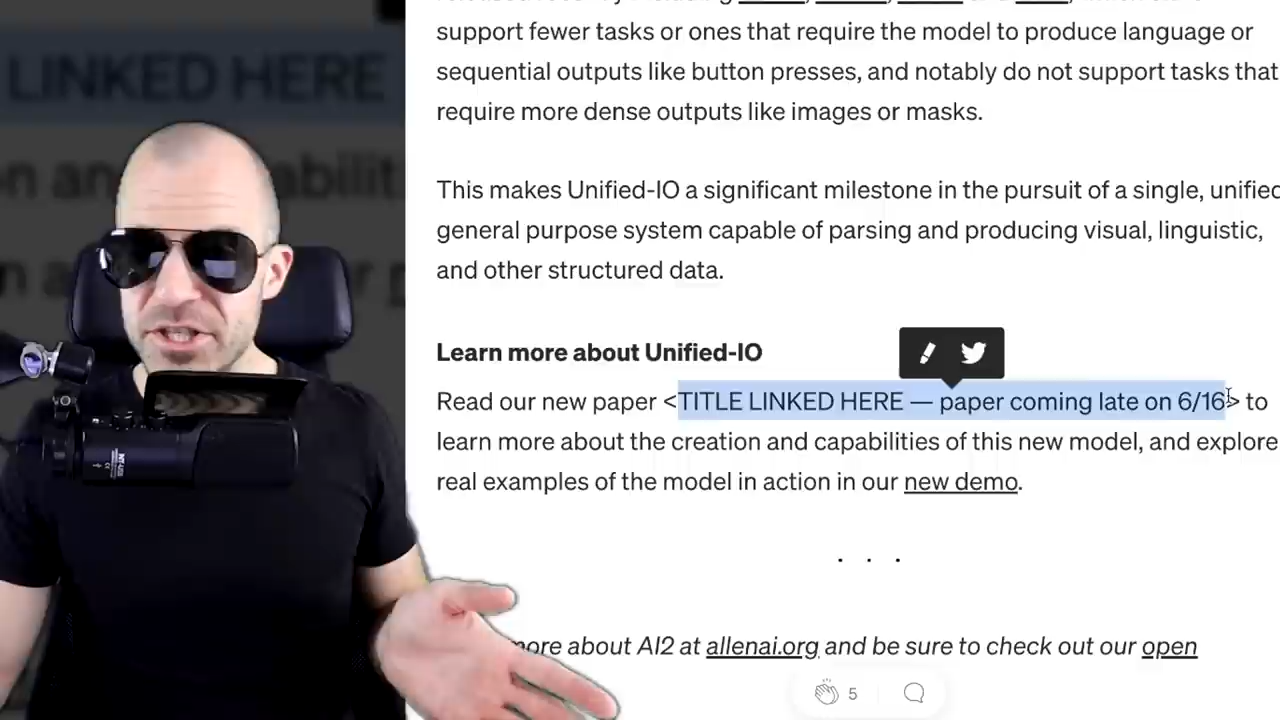 LINKED HERE
support fewer tasks or ones that require the model to produce language or
sequential outputs like button presses, and notably do not support tasks that
require more dense outputs like images or masks.
This makes Unified-IO a significant milestone in the pursuit of a single, unified
general purpose system capable of parsing and producing visual, linguistic,
and other structured data.
Learn more about Unified-IO
Read our new paper <TITLE LINKED HERE — paper coming late on 6/16> to
learn more about the creation and capabilities of this new model, and explore
real examples of the model in action in our new demo.
. . .
more about AI2 at allenai.org and be sure to check out our open
5